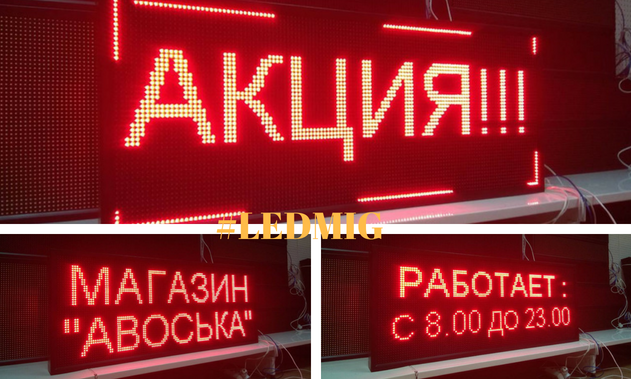 АКЦИЯ!!!
#LEDMIG
МАГАЗИН
"АВОСЬКА"
РАБОТАЕТ :
С 8.00 ДО 23.00